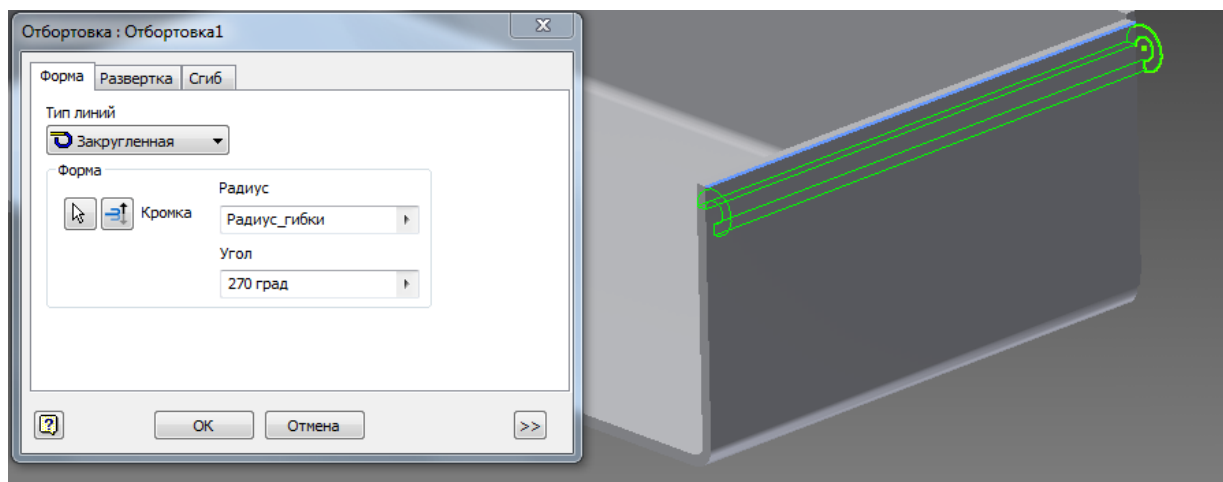 Отбортовка : Отбортовка1
Форма Развертка Сгиб
Тип линий
Закругленная
Форма
Радиус
Кромка
Радиус_гибки
Угол
270 град
ОК Отмена >>